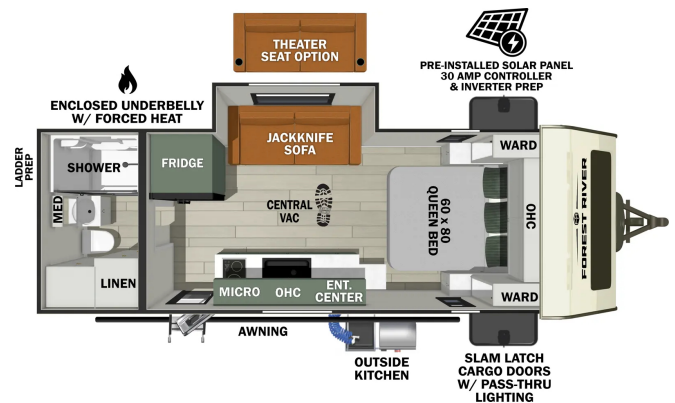 THEATER
SEAT OPTION
PRE-INSTALLED SOLAR PANEL
30 AMP CONTROLLER
& INVERTER PREP
ENCLOSED UNDERBELLY
W/ FORCED HEAT
LADDER
PREP
SHOWER
FRIDGE
JACKKNIFE
SOFA
WARD
MED
CENTRAL
VAC
60 x 80
QUEEN BED
OHC
FOREST RIVER
LINEN
MICRO
OHC
ENT.
CENTER
WARD
AWNING
OUTSIDE
KITCHEN
SLAM LATCH
CARGO DOORS
W/ PASS-THRU
LIGHTING